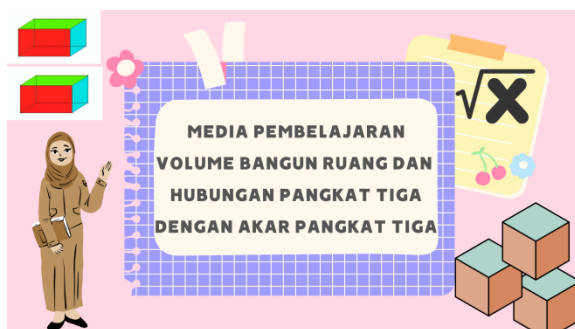 MEDIA PEMBELAJARAN
VOLUME BANGUN RUANG DAN
HUBUNGAN PANGKAT TIGA
DENGAN AKAR PANGKAT TIGA
√X